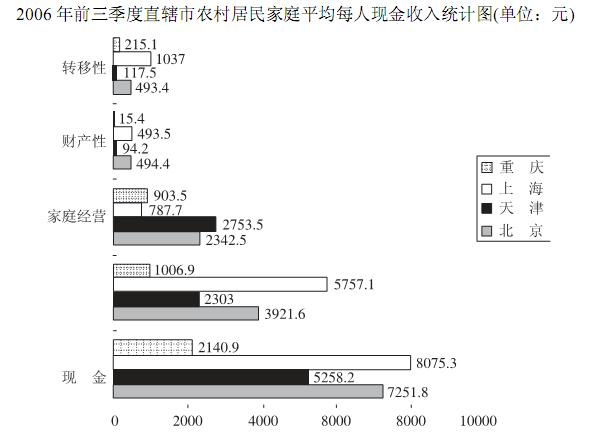 2006 年前三季度直辖市农村居民家庭平均每人现金收入统计图(单位：元)
转移性
215.1
1037
117.5
493.4
财产性
15.4
493.5
94.2
494.4
家庭经营
903.5
787.7
2753.5
2342.5
1006.9
5757.1
2303
3921.6
现 金
2140.9
8075.3
5258.2
7251.8
重 庆
上 海
天 津
北 京
0 2000 4000 6000 8000 10000